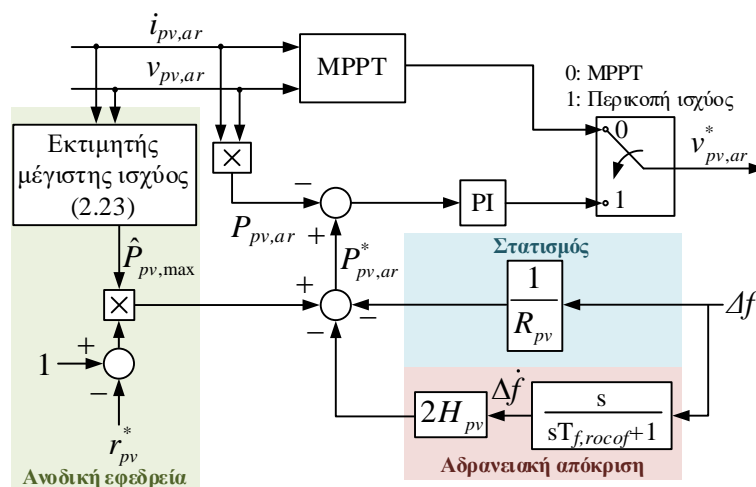 i_{pv,ar}
v_{pv,ar}
MPPT
0: MPPT
1: Περικοπή ισχύος
0
v^{*}_{pv,ar}
1
Εκτιμητής
μέγιστης ισχύος
(2.23)
×
P_{pv,ar}
−
+
PI
P^{*}_{pv,ar}
Στατισμός
P̂_{pv,max}
×
+
−
−
1/R_{pv}
Δf
1
+
−
r^{*}_{pv}
Ανοδική εφεδρεία
2H_{pv}
Δḟ
s/(sT_{f,rocof}+1)
Αδρανειακή απόκριση